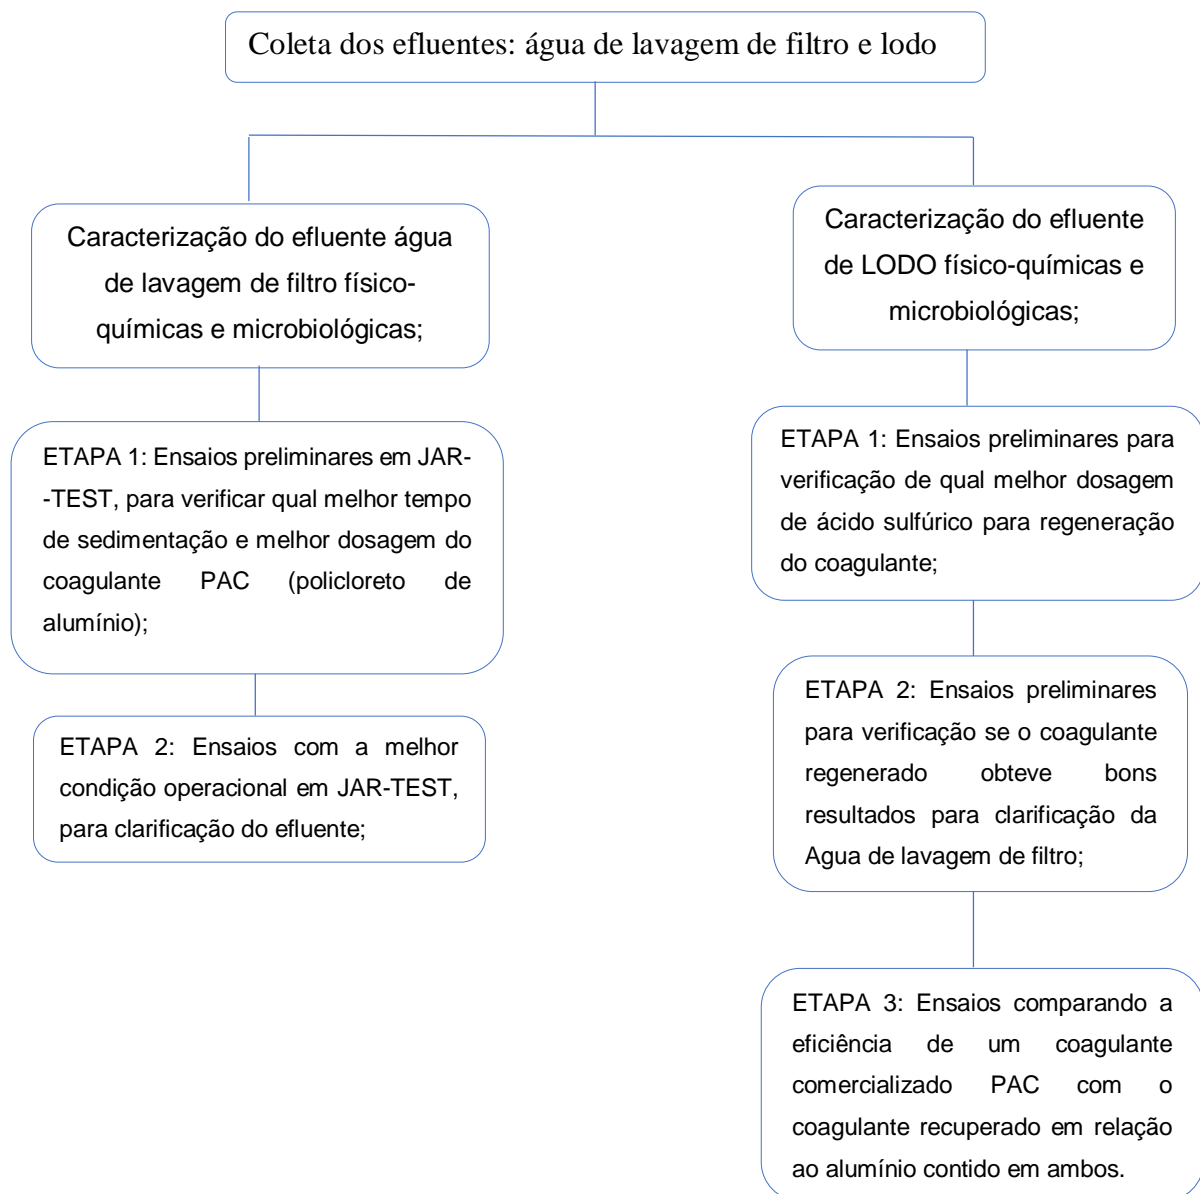 Coleta dos efluentes: água de lavagem de filtro e lodo
Caracterização do efluente água
de lavagem de filtro físico-
químicas e microbiológicas;
ETAPA 1: Ensaios preliminares em JAR-
-TEST, para verificar qual melhor tempo
de sedimentação e melhor dosagem do
coagulante PAC (policloreto de
alumínio);
ETAPA 2: Ensaios com a melhor
condição operacional em JAR-TEST,
para clarificação do efluente;
Caracterização do efluente
de LODO físico-químicas e
microbiológicas;
ETAPA 1: Ensaios preliminares para
verificação de qual melhor dosagem
de ácido sulfúrico para regeneração
do coagulante;
ETAPA 2: Ensaios preliminares
para verificação se o coagulante
regenerado obteve bons
resultados para clarificação da
Agua de lavagem de filtro;
ETAPA 3: Ensaios comparando a
eficiência de um coagulante
comercializado PAC com o
coagulante recuperado em relação
ao alumínio contido em ambos.